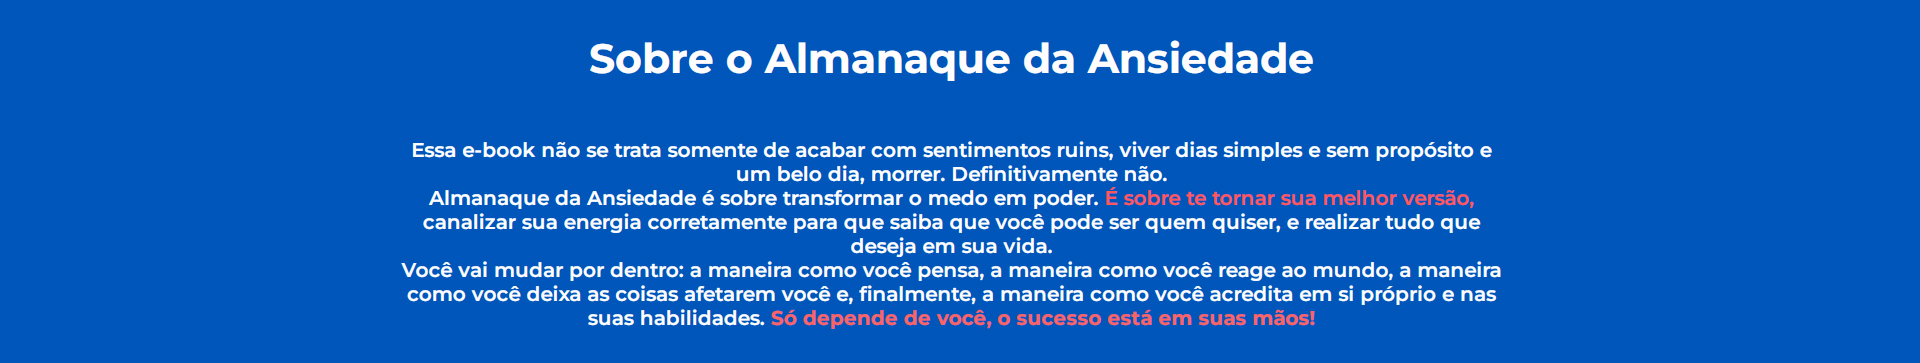 Sobre o Almanaque da Ansiedade
Essa e-book não se trata somente de acabar com sentimentos ruins, viver dias simples e sem propósito e
um belo dia, morrer. Definitivamente não.
Almanaque da Ansiedade é sobre transformar o medo em poder. É sobre te tornar sua melhor versão,
canalizar sua energia corretamente para que saiba que você pode ser quem quiser, e realizar tudo que
deseja em sua vida.
Você vai mudar por dentro: a maneira como você pensa, a maneira como você reage ao mundo, a maneira
como você deixa as coisas afetarem você e, finalmente, a maneira como você acredita em si próprio e nas
suas habilidades. Só depende de você, o sucesso está em suas mãos!